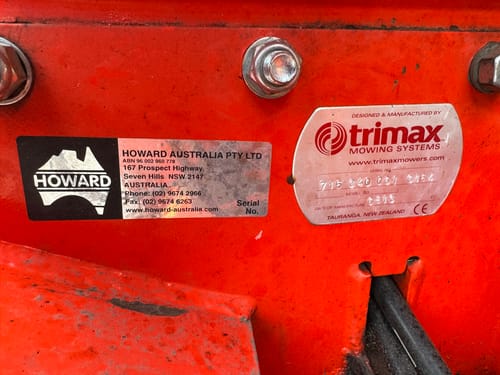 HOWARD
HOWARD AUSTRALIA PTY LTD
ABN 96 002 968 778
167 Prospect Highway,
Seven Hills NSW 2147
AUSTRALIA
Phone: (02) 9674 2966
Fax: (02) 9674 6263
www.howard-australia.com
Serial
No.
DESIGNED & MANUFACTURED BY
trimax
MOWING SYSTEMS
www.trimaxmowers.com
TAURANGA, NEW ZEALAND CE